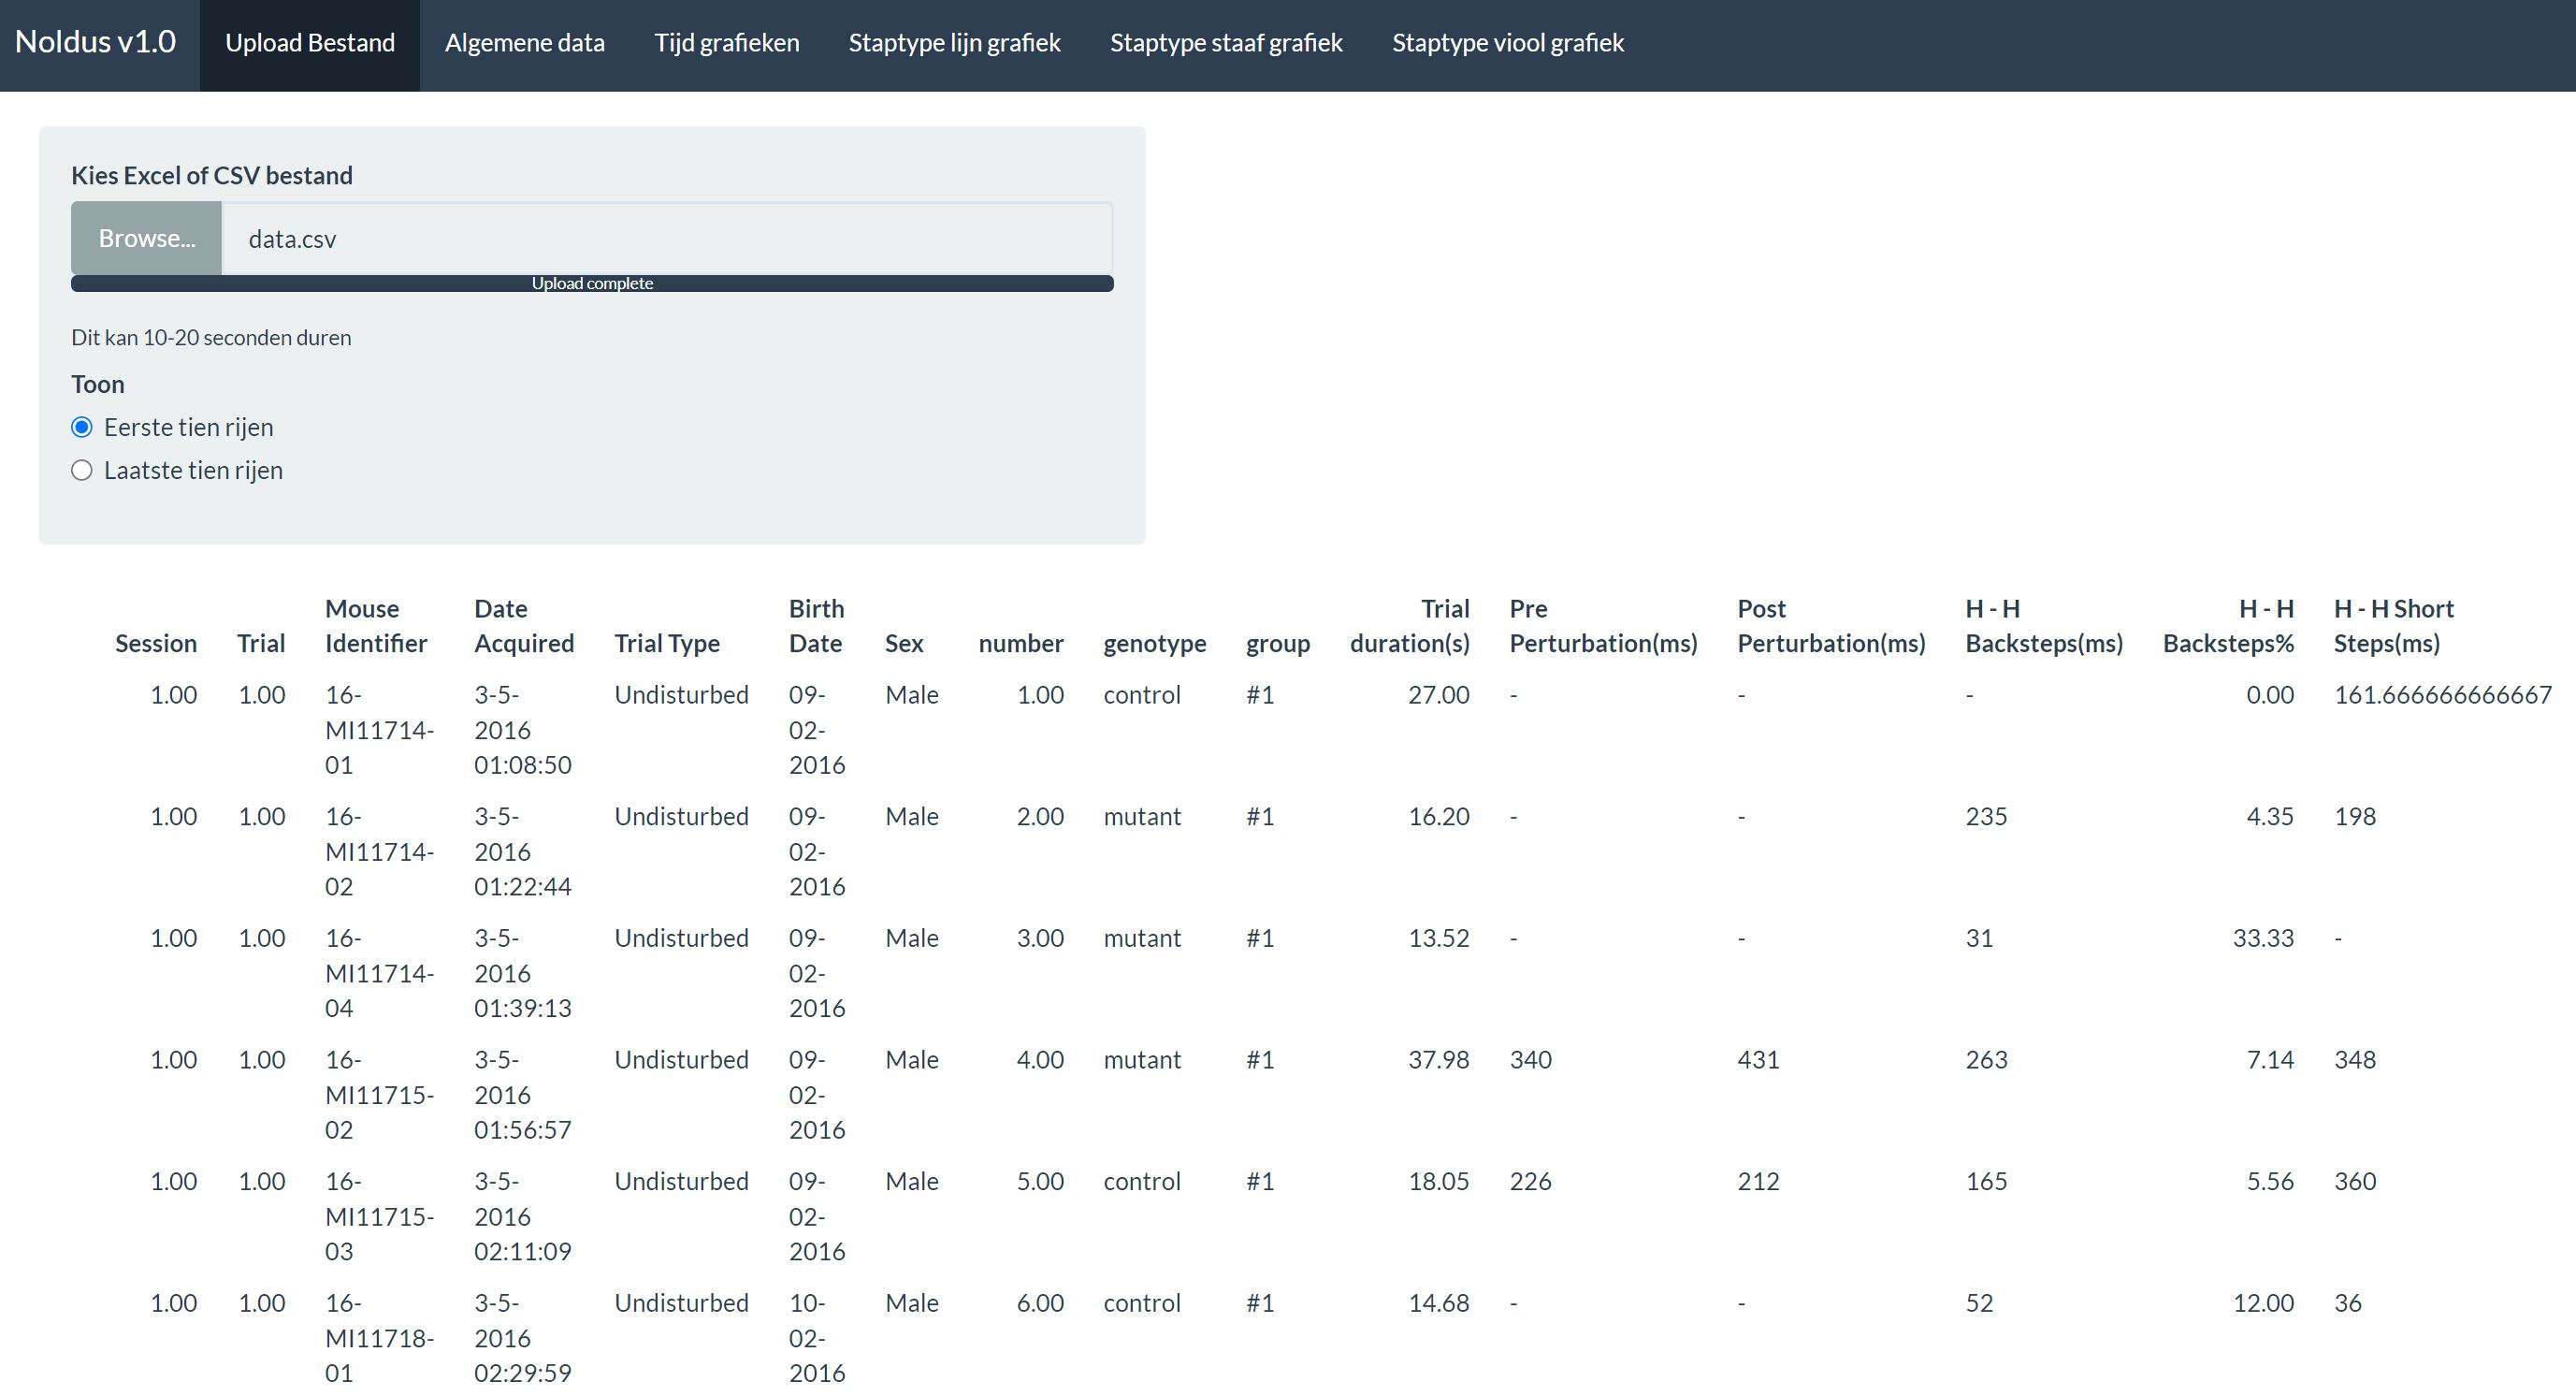 Noldus v1.0 Upload Bestand Algemene data Tijd grafieken Staptype lijn grafiek Staptype staaf grafiek Staptype viool grafiek
Kies Excel of CSV bestand
Browse... data.csv
Upload complete
Dit kan 10-20 seconden duren
Toon
Eerste tien rijen
Laatste tien rijen
Mouse Date Birth Trial Pre Post H - H H - H H - H Short
Session Trial Identifier Acquired Trial Type Date Sex number genotype group duration(s) Perturbation(ms) Perturbation(ms) Backsteps(ms) Backsteps% Steps(ms)
1.00 1.00 16- 3-5- Undisturbed 09- Male 1.00 control #1 27.00 - - - 0.00 161.666666666667
MI11714- 2016 02-
01 01:08:50 2016
1.00 1.00 16- 3-5- Undisturbed 09- Male 2.00 mutant #1 16.20 - - 235 4.35 198
MI11714- 2016 02-
02 01:22:44 2016
1.00 1.00 16- 3-5- Undisturbed 09- Male 3.00 mutant #1 13.52 - - 31 33.33 -
MI11714- 2016 02-
04 01:39:13 2016
1.00 1.00 16- 3-5- Undisturbed 09- Male 4.00 mutant #1 37.98 340 431 263 7.14 348
MI11715- 2016 02-
02 01:56:57 2016
1.00 1.00 16- 3-5- Undisturbed 09- Male 5.00 control #1 18.05 226 212 165 5.56 360
MI11715- 2016 02-
03 02:11:09 2016
1.00 1.00 16- 3-5- Undisturbed 10- Male 6.00 control #1 14.68 - - 52 12.00 36
MI11718- 2016 02-
01 02:29:59 2016